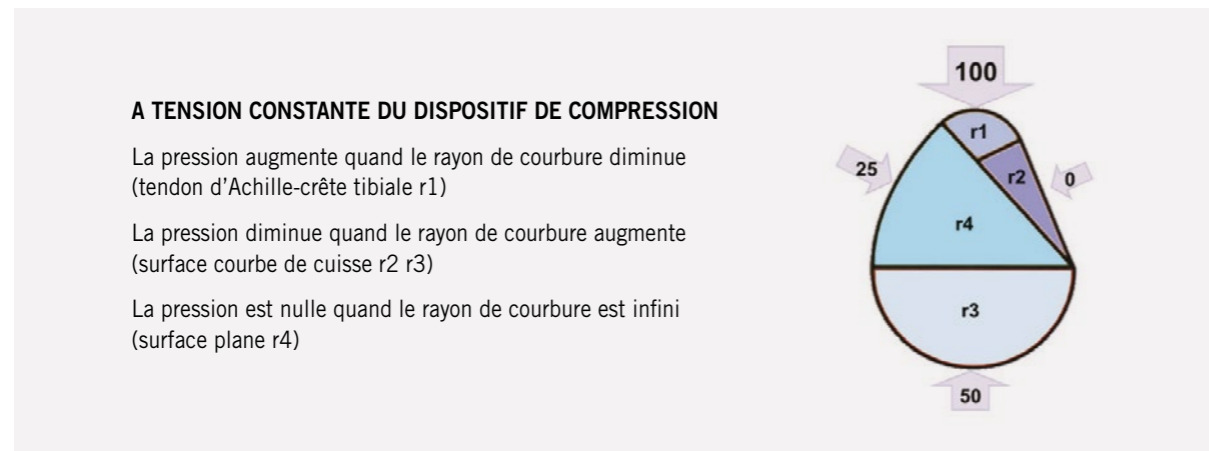 A TENSION CONSTANTE DU DISPOSITIF DE COMPRESSION
La pression augmente quand le rayon de courbure diminue
(tendon d'Achille-crête tibiale r1)
La pression diminue quand le rayon de courbure augmente
(surface courbe de cuisse r2 r3)
La pression est nulle quand le rayon de courbure est infini
(surface plane r4)
100
r1
25
r2
0
r4
r3
50